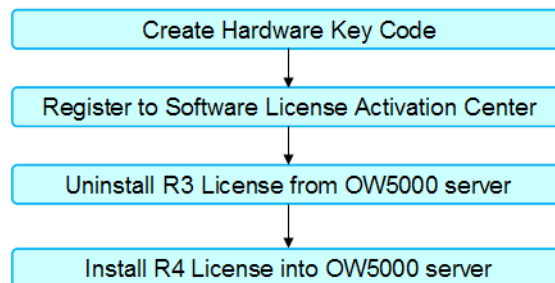 Create Hardware Key Code
Register to Software License Activation Center
Uninstall R3 License from OW5000 server
Install R4 License into OW5000 server